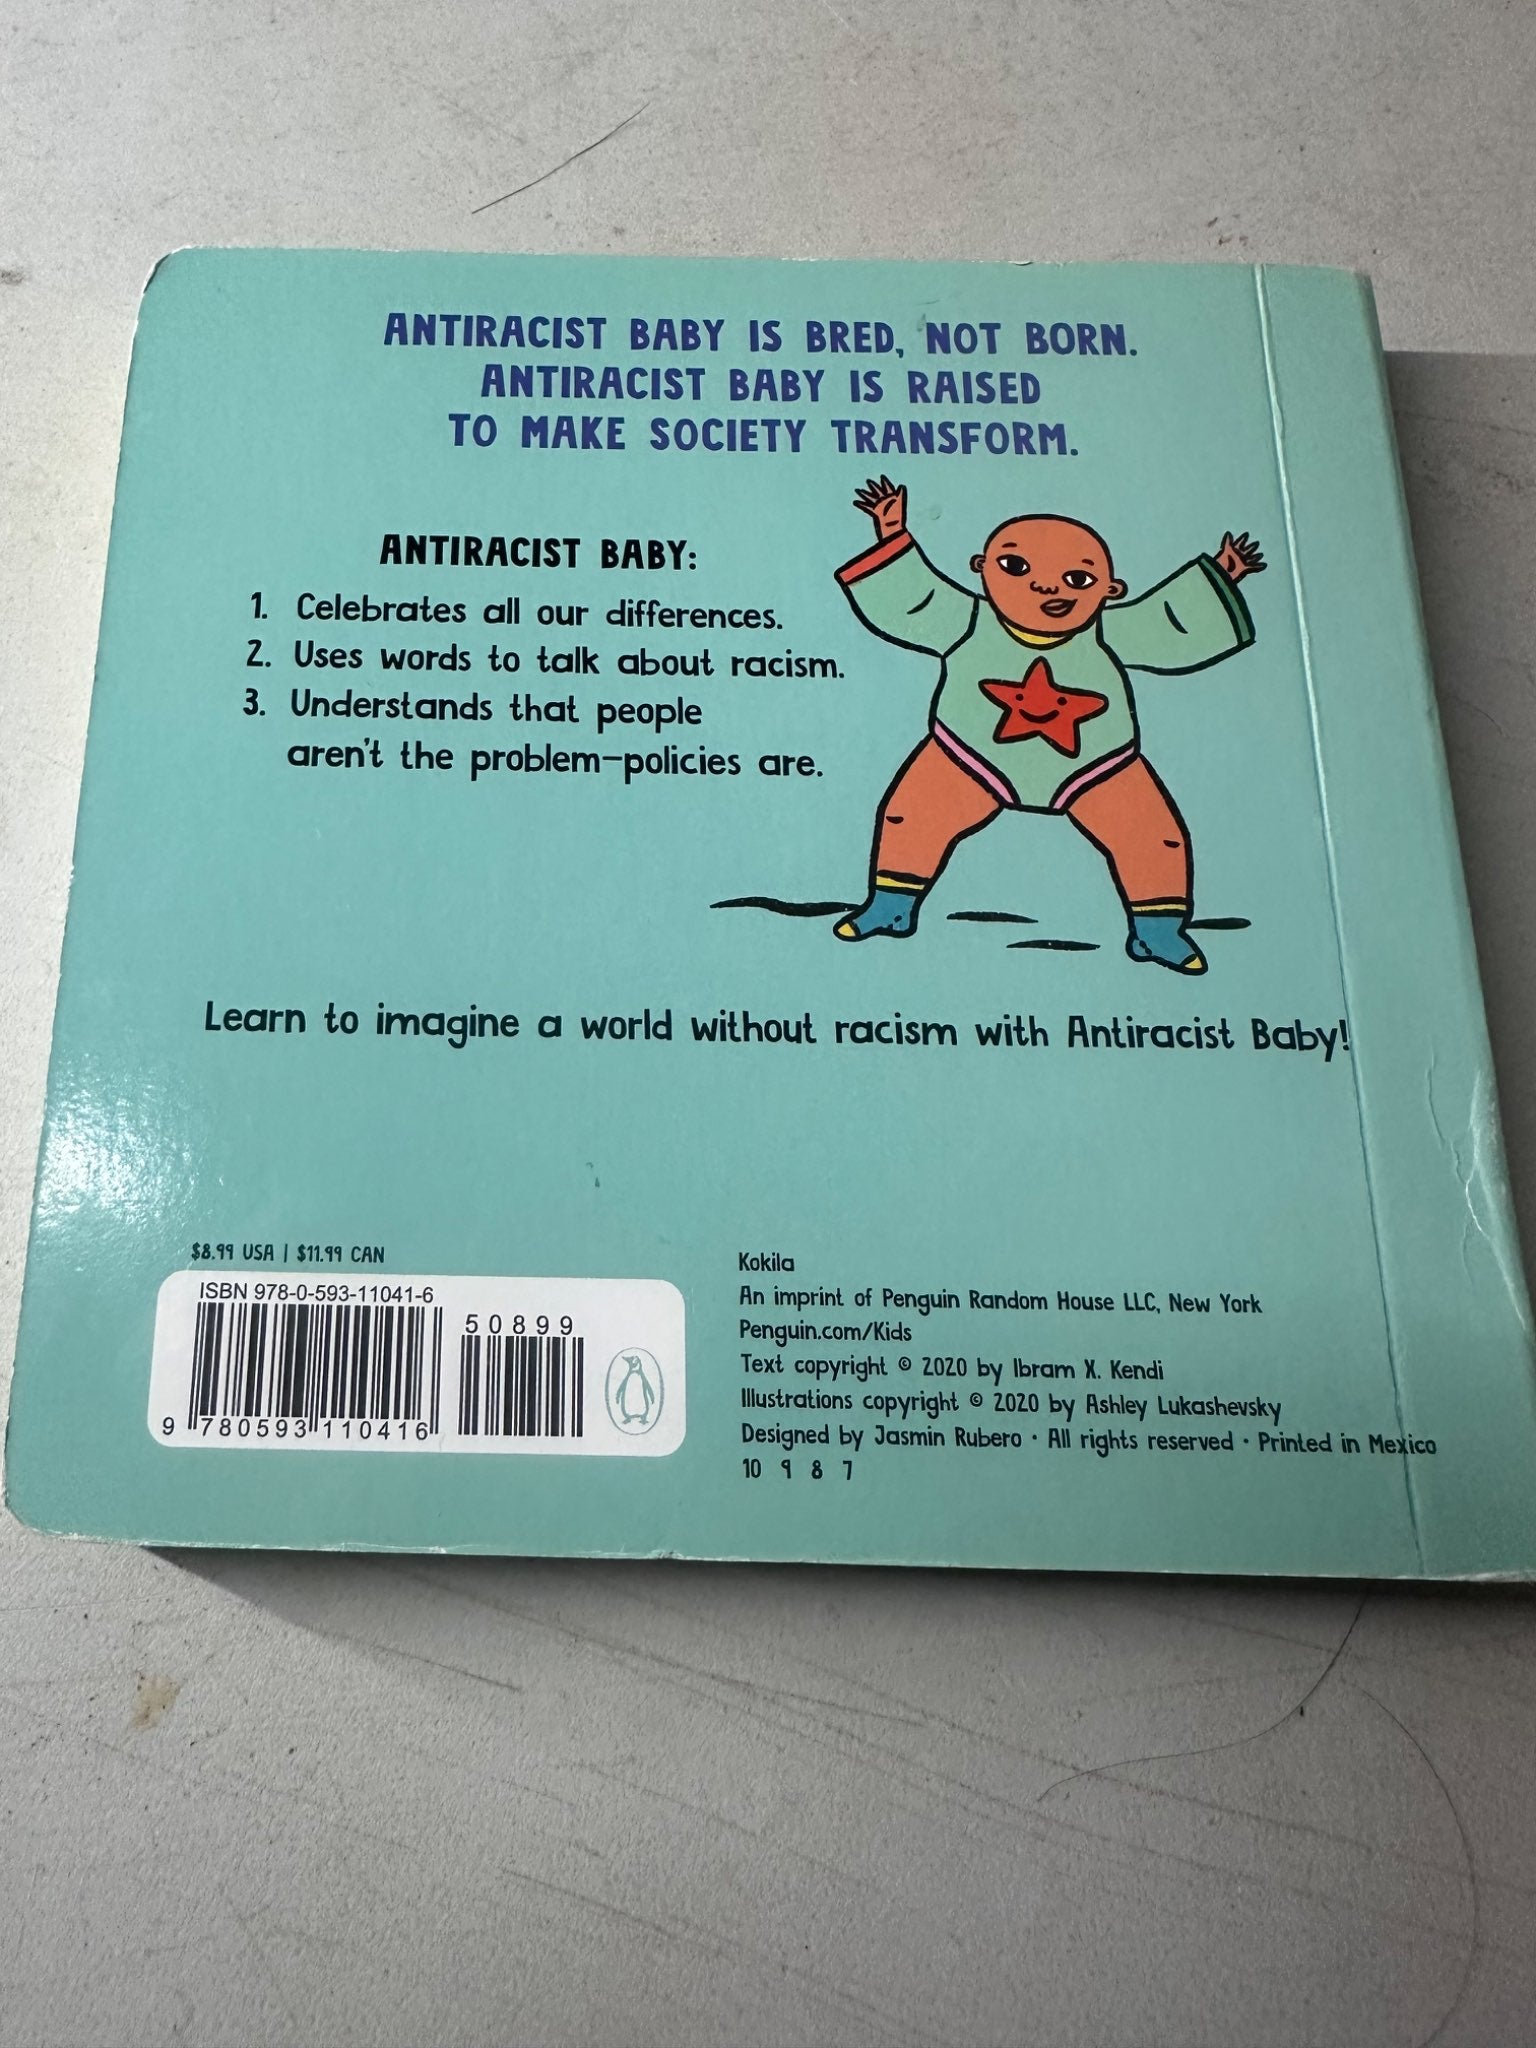 ANTIRACIST BABY IS BRED, NOT BORN.
ANTIRACIST BABY IS RAISED
TO MAKE SOCIETY TRANSFORM.
ANTIRACIST BABY:
1. Celebrates all our differences.
2. Uses words to talk about racism.
3. Understands that people
aren't the problem—policies are.
Learn to imagine a world without racism with Antiracist Baby!
$8.99 USA | $11.99 CAN
ISBN 978-0-593-11041-6
50899
9 780593 110416
Kokila
An imprint of Penguin Random House LLC, New York
Penguin.com/Kids
Text copyright © 2020 by Ibram X. Kendi
Illustrations copyright © 2020 by Ashley Lukashevsky
Designed by Jasmin Rubero • All rights reserved • Printed in Mexico
10 9 8 7